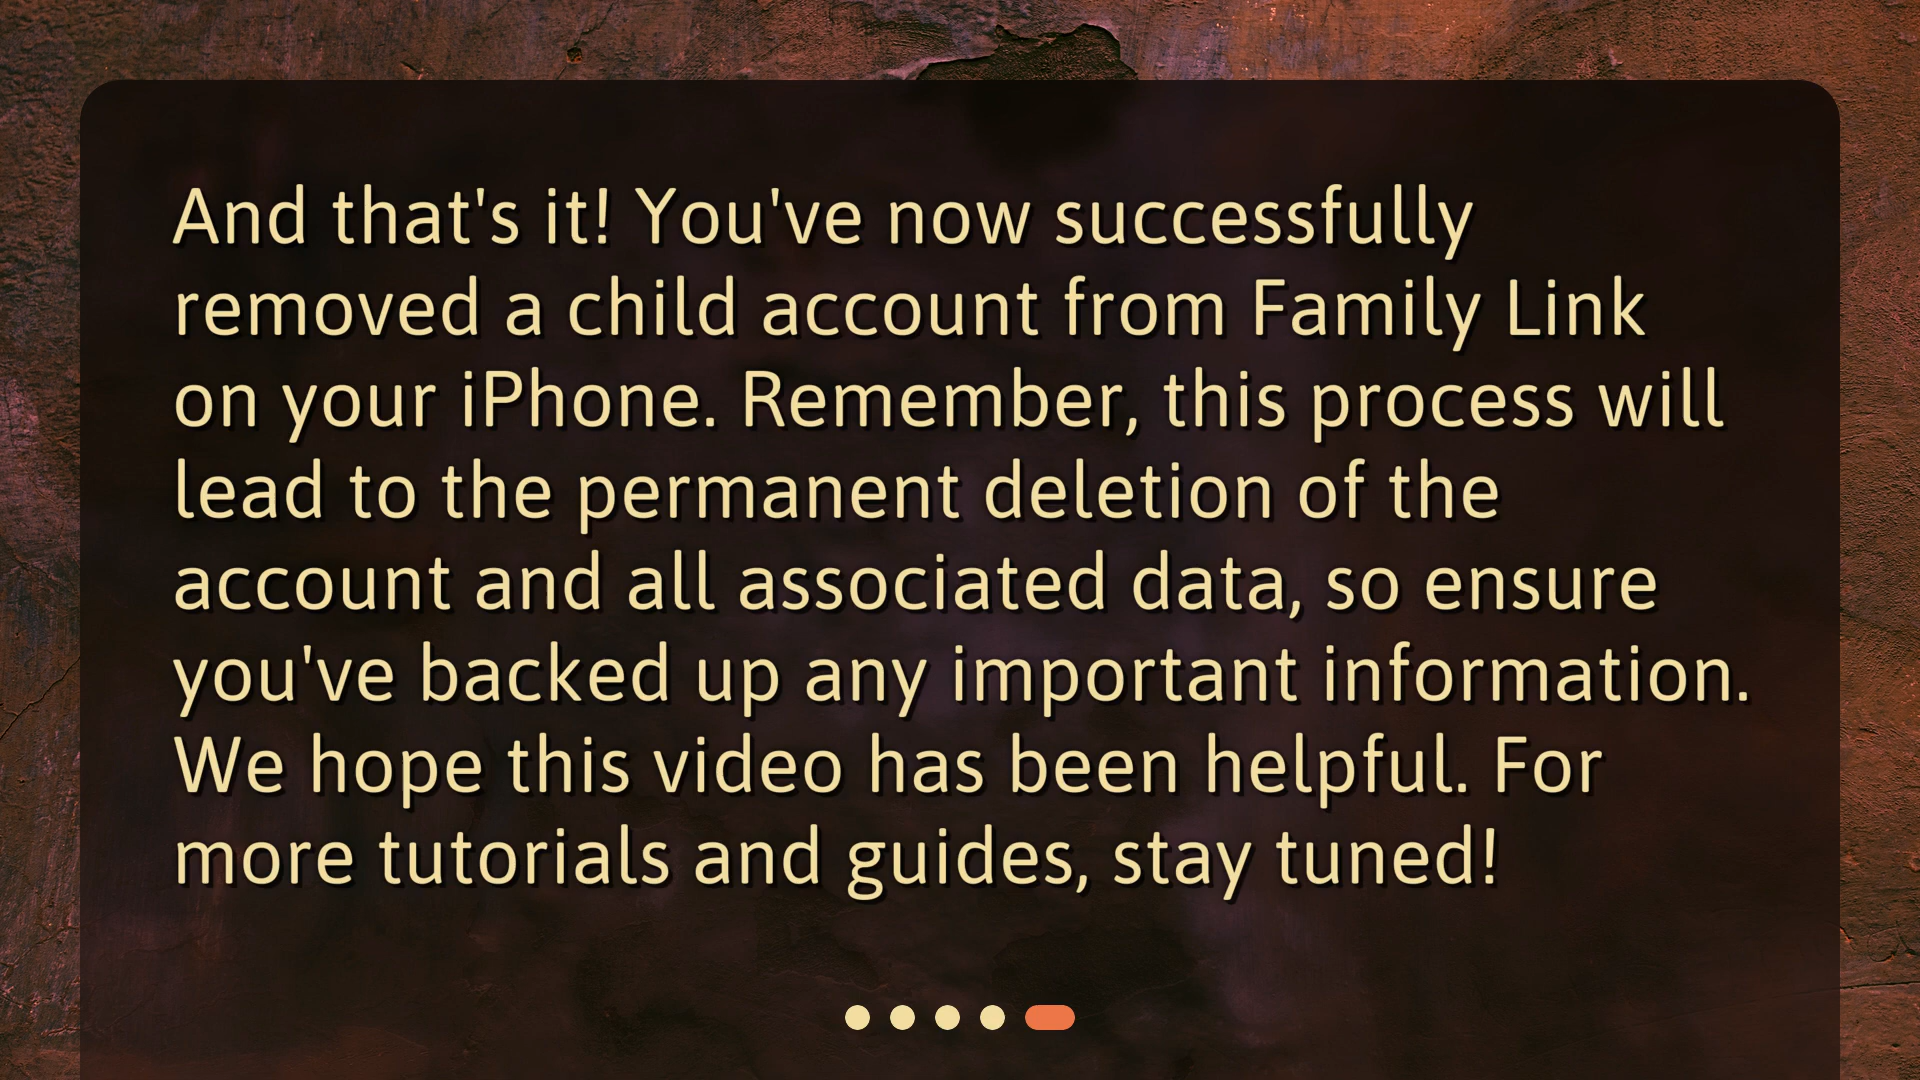 And that's it! You've now successfully
removed a child account from Family Link
on your iPhone. Remember, this process will
lead to the permanent deletion of the
account and all associated data, so ensure
you've backed up any important information.
We hope this video has been helpful. For
more tutorials and guides, stay tuned!